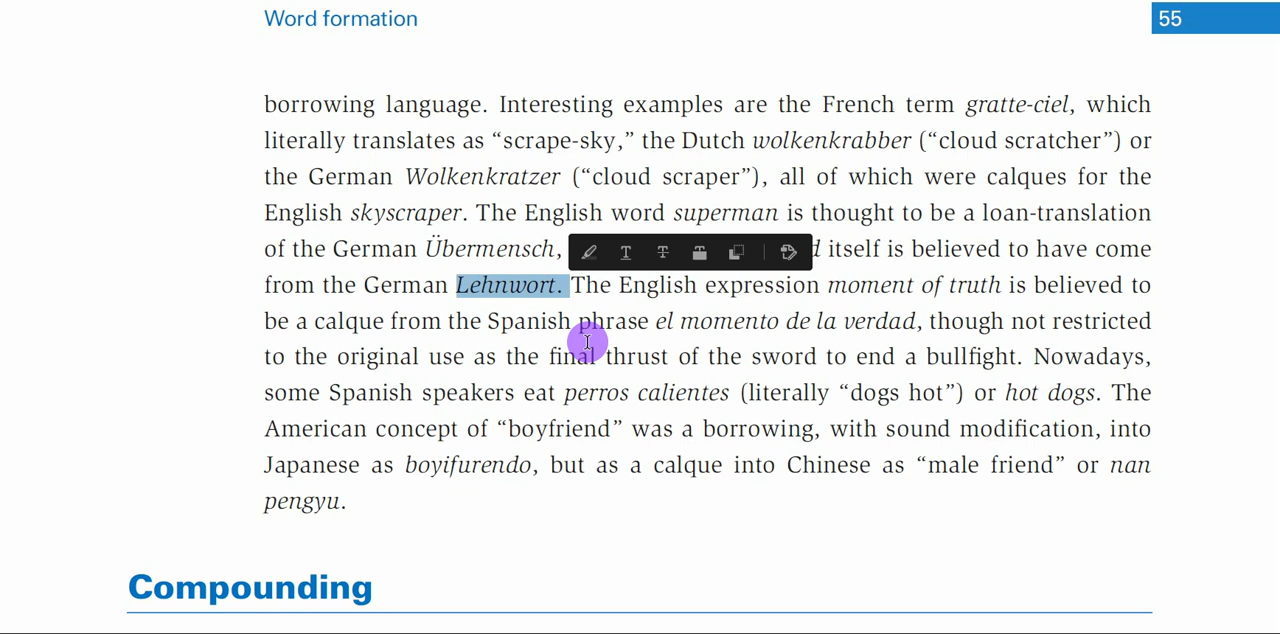 Word formation
55
borrowing language. Interesting examples are the French term gratte-ciel, which
literally translates as “scrape-sky,” the Dutch wolkenkrabber (“cloud scratcher”) or
the German Wolkenkratzer (“cloud scraper”), all of which were calques for the
English skyscraper. The English word superman is thought to be a loan-translation
of the German Übermensch, itself is believed to have come
from the German Lehnwort. The English expression moment of truth is believed to
be a calque from the Spanish phrase el momento de la verdad, though not restricted
to the original use as the final thrust of the sword to end a bullfight. Nowadays,
some Spanish speakers eat perros calientes (literally “dogs hot”) or hot dogs. The
American concept of “boyfriend” was a borrowing, with sound modification, into
Japanese as boyifurendo, but as a calque into Chinese as “male friend” or nan
pengyu.
Compounding